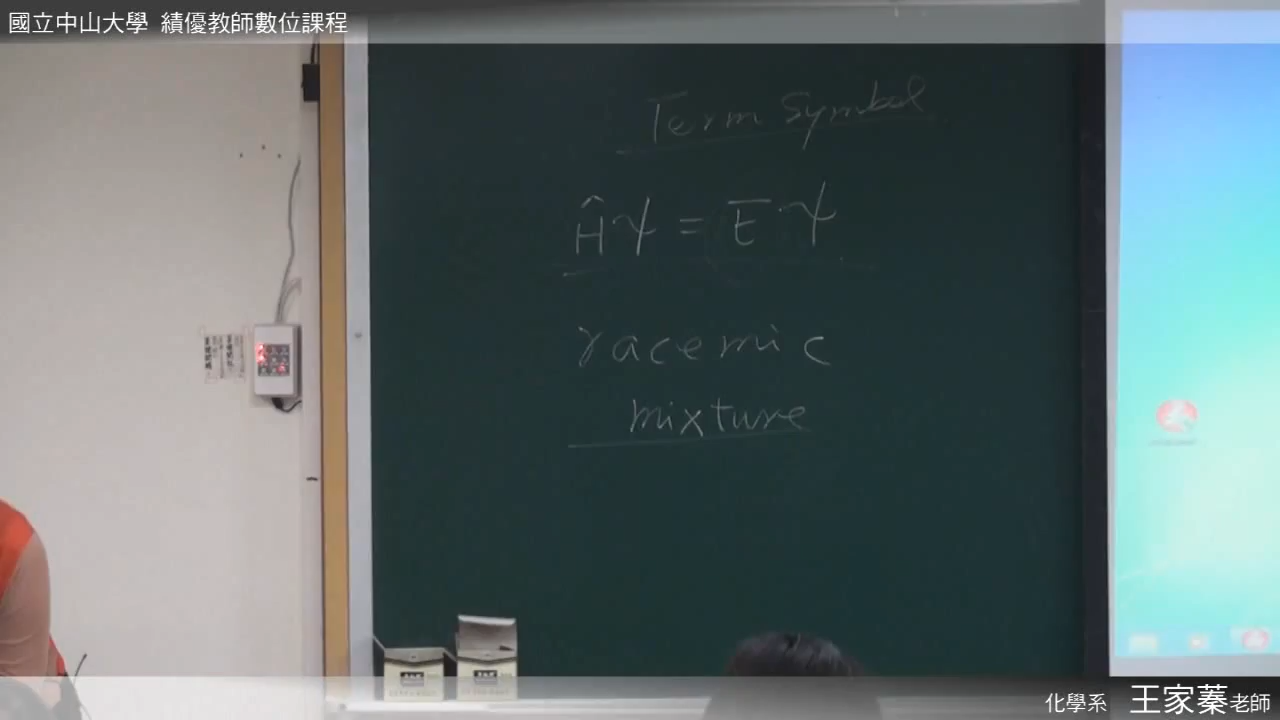 國立中山大學 績優教師數位課程
Term Symbol
Ĥψ = Eψ
racemic
mixture
化學系 王家蓁老師